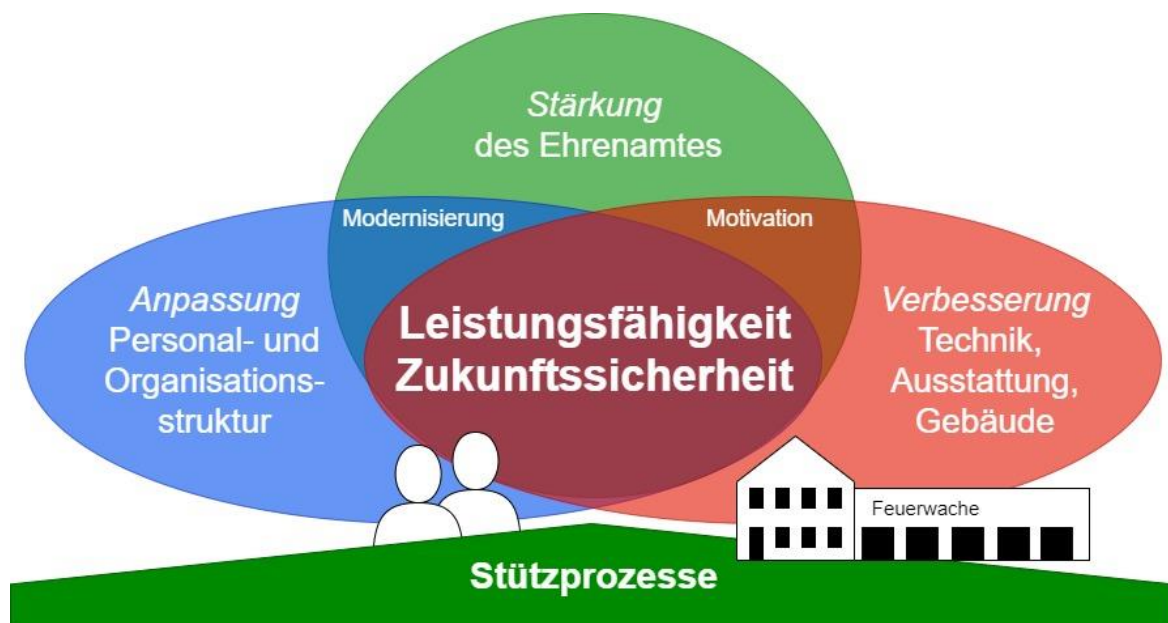 Stärkung
des Ehrenamtes
Modernisierung
Motivation
Anpassung
Personal- und
Organisations-
struktur
Leistungsfähigkeit
Zukunftssicherheit
Verbesserung
Technik,
Ausstattung,
Gebäude
Feuerwache
Stützprozesse